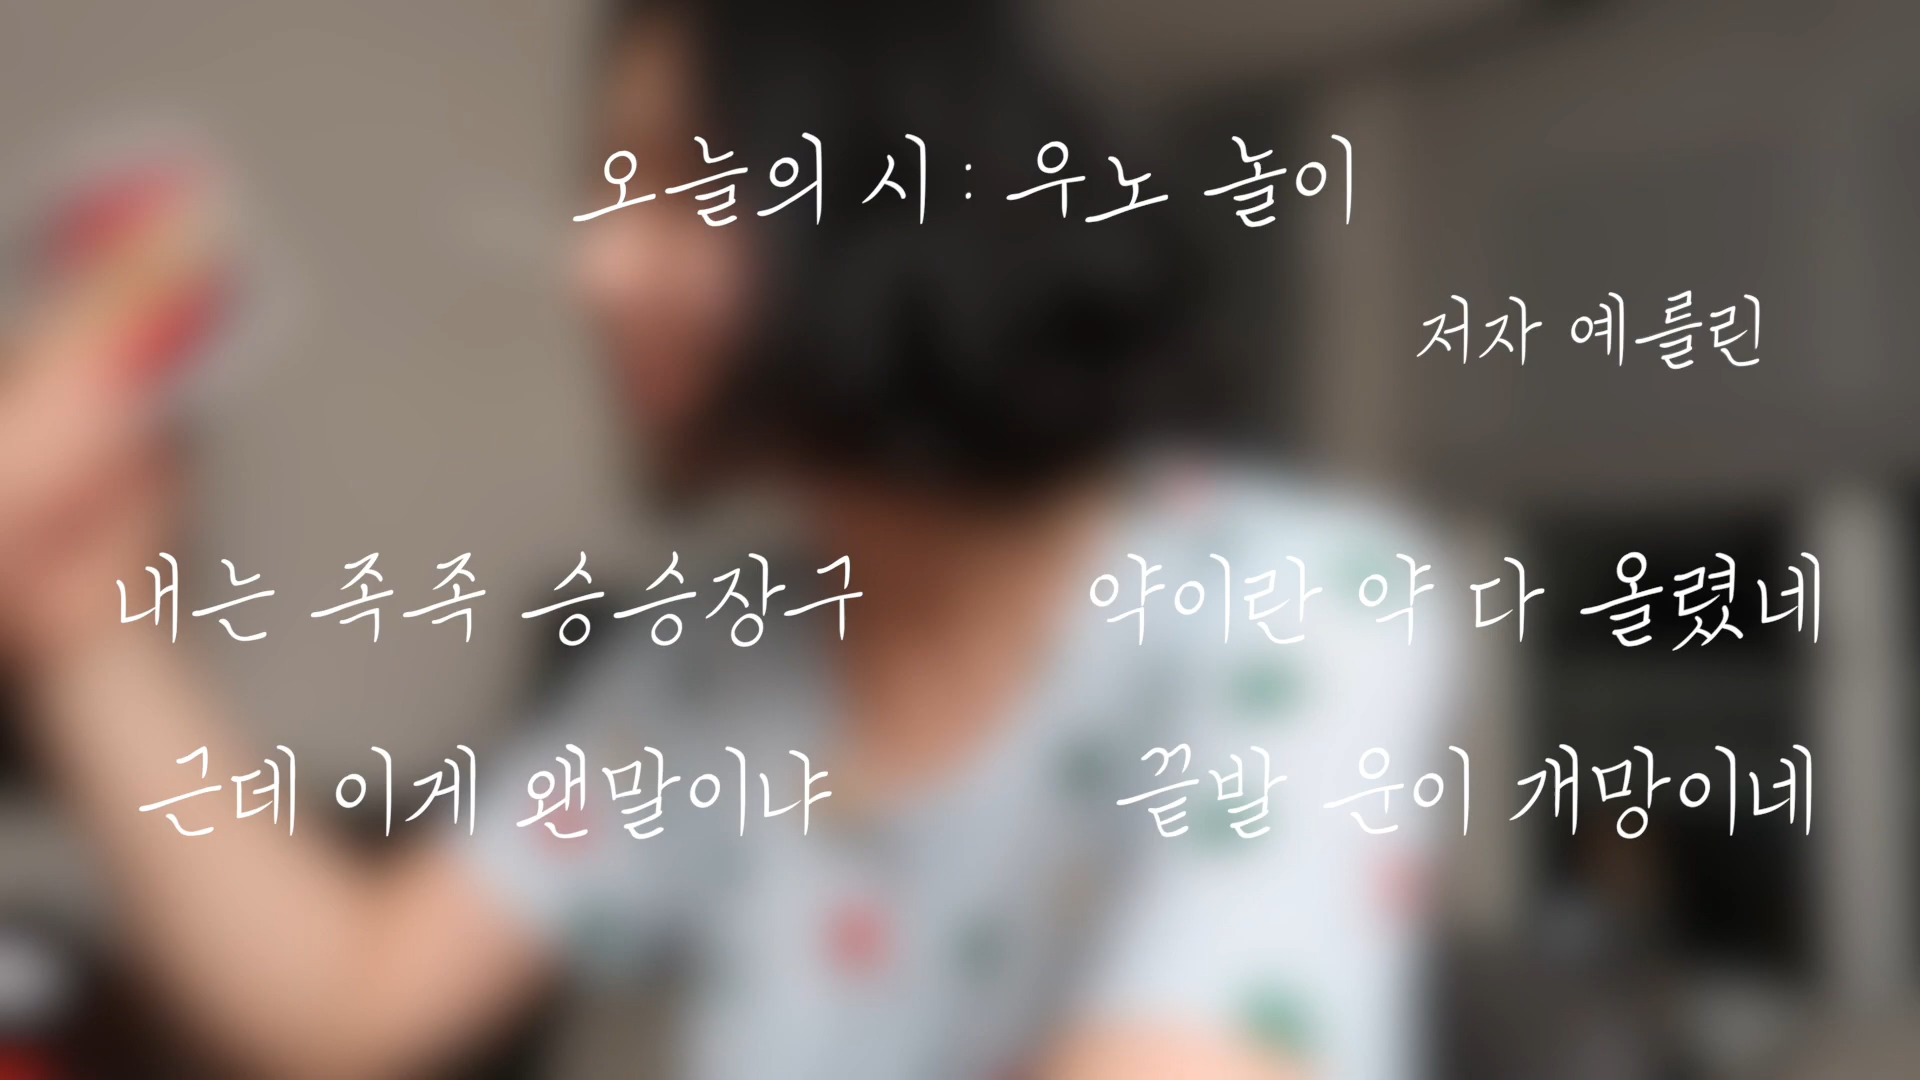 오늘의 시 : 우노 놀이
저자 예를린
내는 족족 승승장구
약이란 약 다 올렸네
근데 이게 왠말이냐
끝발 운이 개망이네